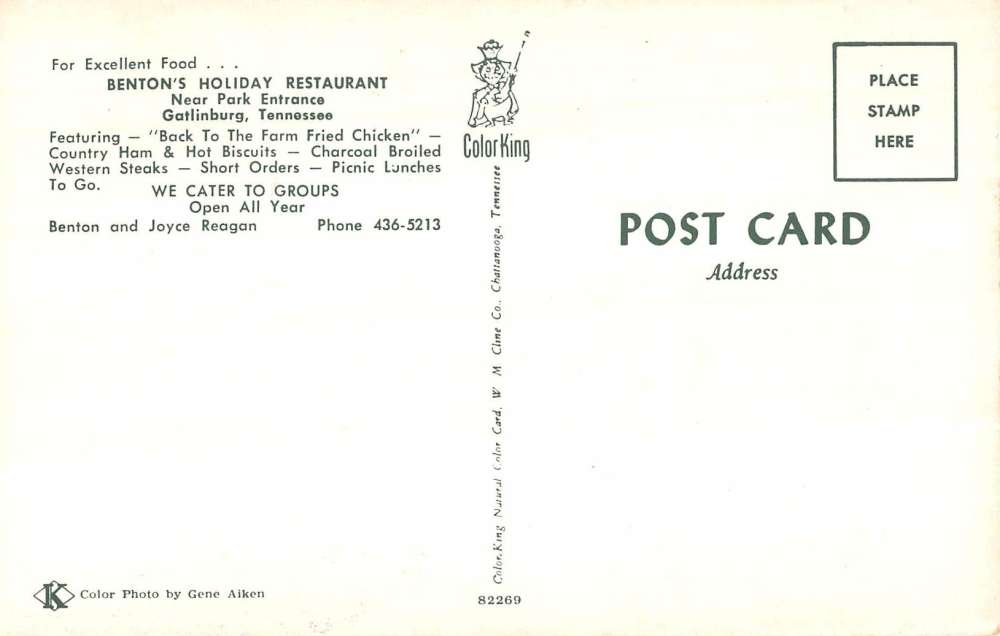 For Excellent Food . . .
BENTON'S HOLIDAY RESTAURANT
Near Park Entrance
Gatlinburg, Tennessee
Featuring — "Back To The Farm Fried Chicken" —
Country Ham & Hot Biscuits — Charcoal Broiled
Western Steaks — Short Orders — Picnic Lunches
To Go.
WE CATER TO GROUPS
Open All Year
Benton and Joyce Reagan Phone 436-5213
K Color Photo by Gene Aiken
ColorKing
Color-King Natural Color Card, W M Cline Co., Chattanooga, Tennessee
82269
PLACE
STAMP
HERE
POST CARD
Address